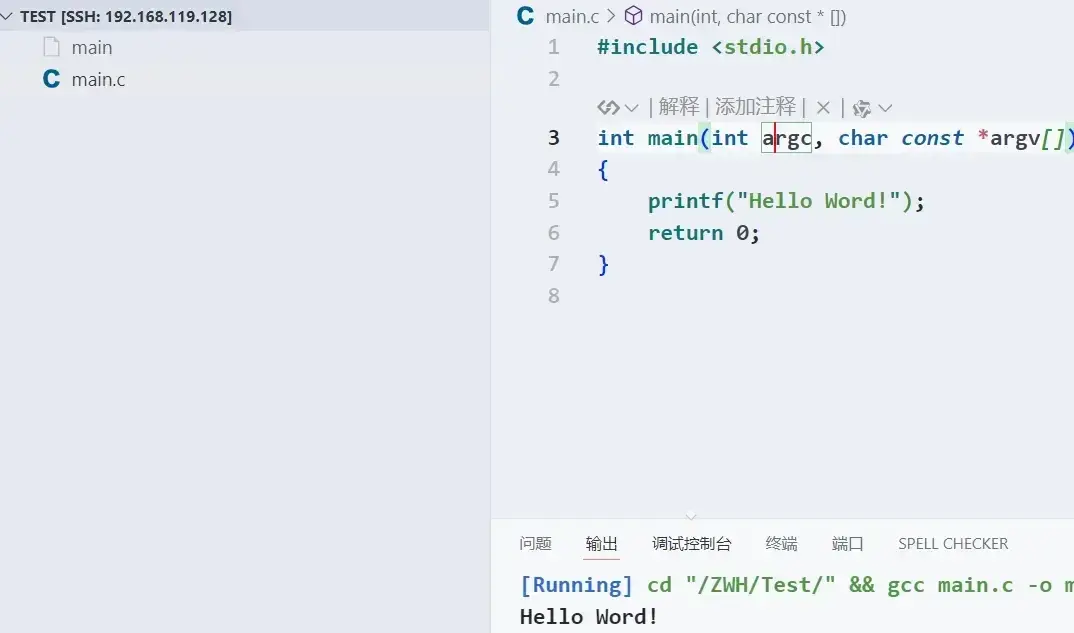 TEST [SSH: 192.168.119.128]
main
main.c
main.c > main(int, char const * [])
1 #include <stdio.h>
2
| 解释 | 添加注释 | × |
3 int main(int argc, char const *argv[])
4 {
5 printf("Hello Word!");
6 return 0;
7 }
8
问题 输出 调试控制台 终端 端口 SPELL CHECKER
[Running] cd "/ZWH/Test/" && gcc main.c -o m
Hello Word!